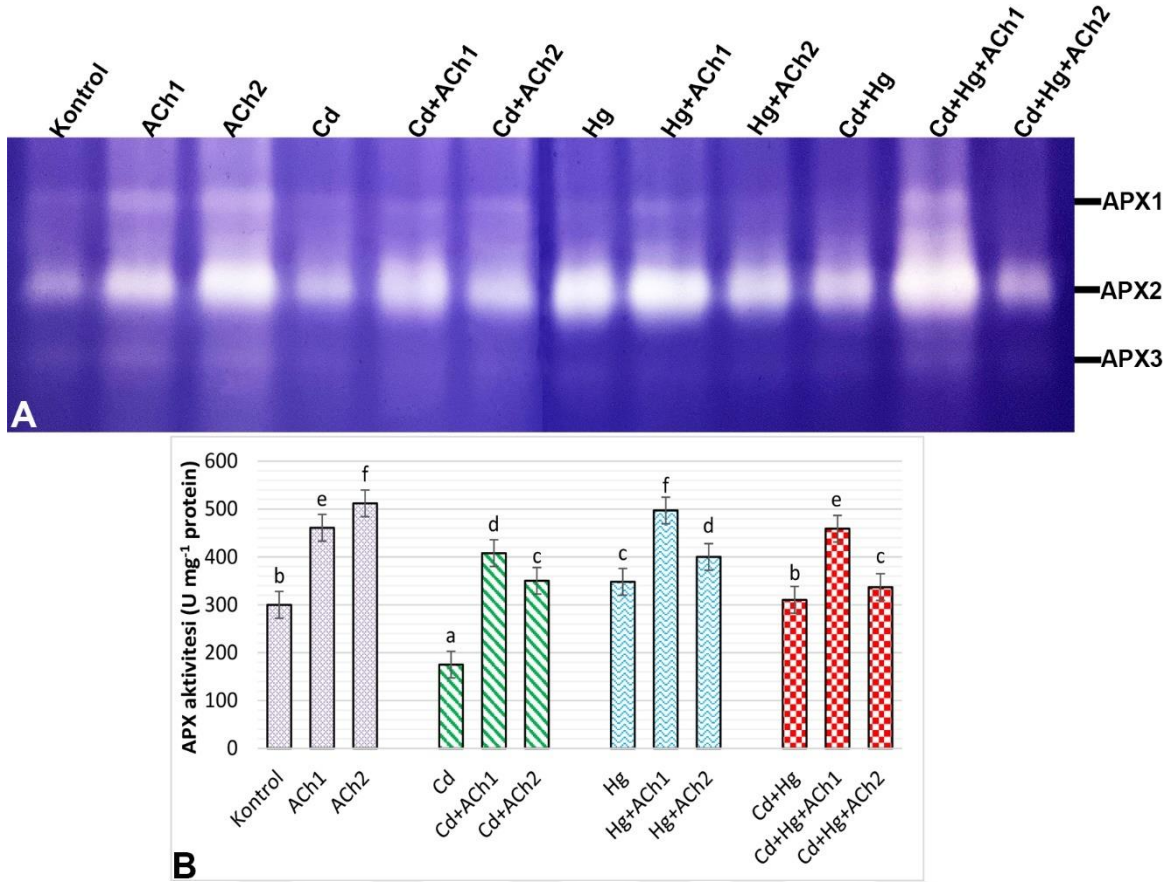 Kontrol
ACh1
ACh2
Cd
Cd+ACh1
Cd+ACh2
Hg
Hg+ACh1
Hg+ACh2
Cd+Hg
Cd+Hg+ACh1
Cd+Hg+ACh2
APX1
APX2
APX3
A
APX aktivitesi (U mg⁻¹ protein)
600
500
400
300
200
100
0
b
e
f
a
d
c
c
f
d
b
e
c
Kontrol
ACh1
ACh2
Cd
Cd+ACh1
Cd+ACh2
Hg
Hg+ACh1
Hg+ACh2
Cd+Hg
Cd+Hg+ACh1
Cd+Hg+ACh2
B